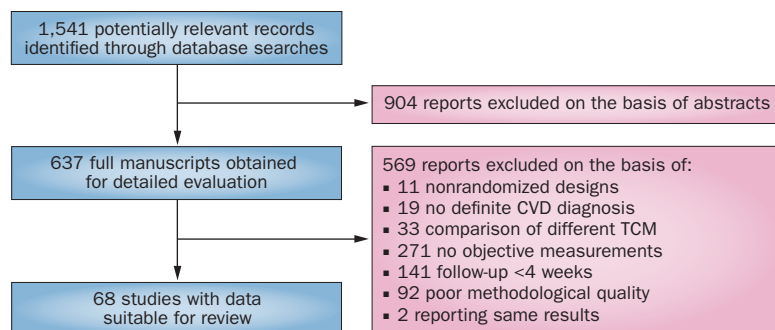 1,541 potentially relevant records
identified through database searches
904 reports excluded on the basis of abstracts
637 full manuscripts obtained
for detailed evaluation
569 reports excluded on the basis of:
▪ 11 nonrandomized designs
▪ 19 no definite CVD diagnosis
▪ 33 comparison of different TCM
▪ 271 no objective measurements
▪ 141 follow-up <4 weeks
▪ 92 poor methodological quality
▪ 2 reporting same results
68 studies with data
suitable for review